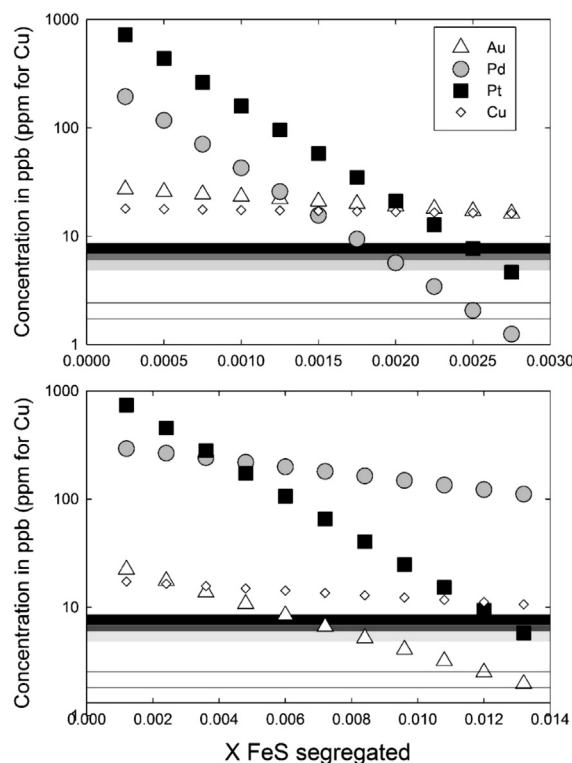 Concentration in ppb (ppm for Cu)
1000
100
10
1
Au
Pd
Pt
Cu
0.0000 0.0005 0.0010 0.0015 0.0020 0.0025 0.0030
Concentration in ppb (ppm for Cu)
1000
100
10
1
0.000 0.002 0.004 0.006 0.008 0.010 0.012 0.014
X FeS segregated